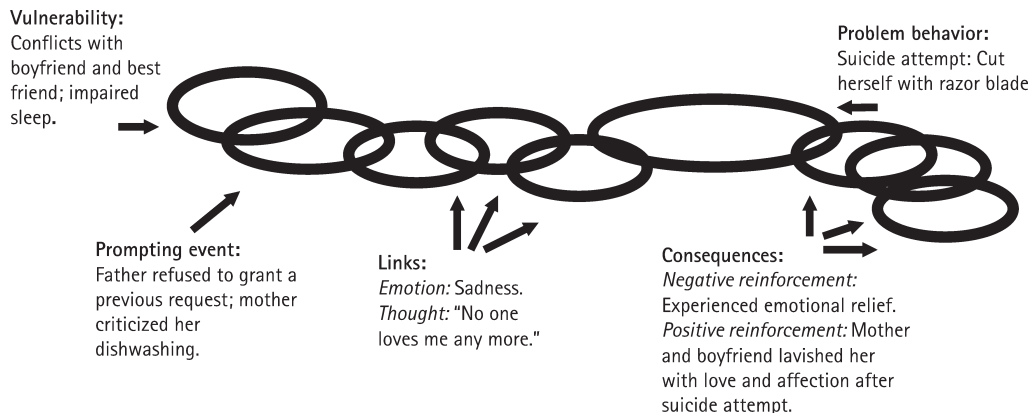 Vulnerability:
Conflicts with
boyfriend and best
friend; impaired
sleep.
Problem behavior:
Suicide attempt: Cut
herself with razor blade
Prompting event:
Father refused to grant a
previous request; mother
criticized her
dishwashing.
Links:
Emotion: Sadness.
Thought: “No one
loves me any more.”
Consequences:
Negative reinforcement:
Experienced emotional relief.
Positive reinforcement: Mother
and boyfriend lavished her
with love and affection after
suicide attempt.